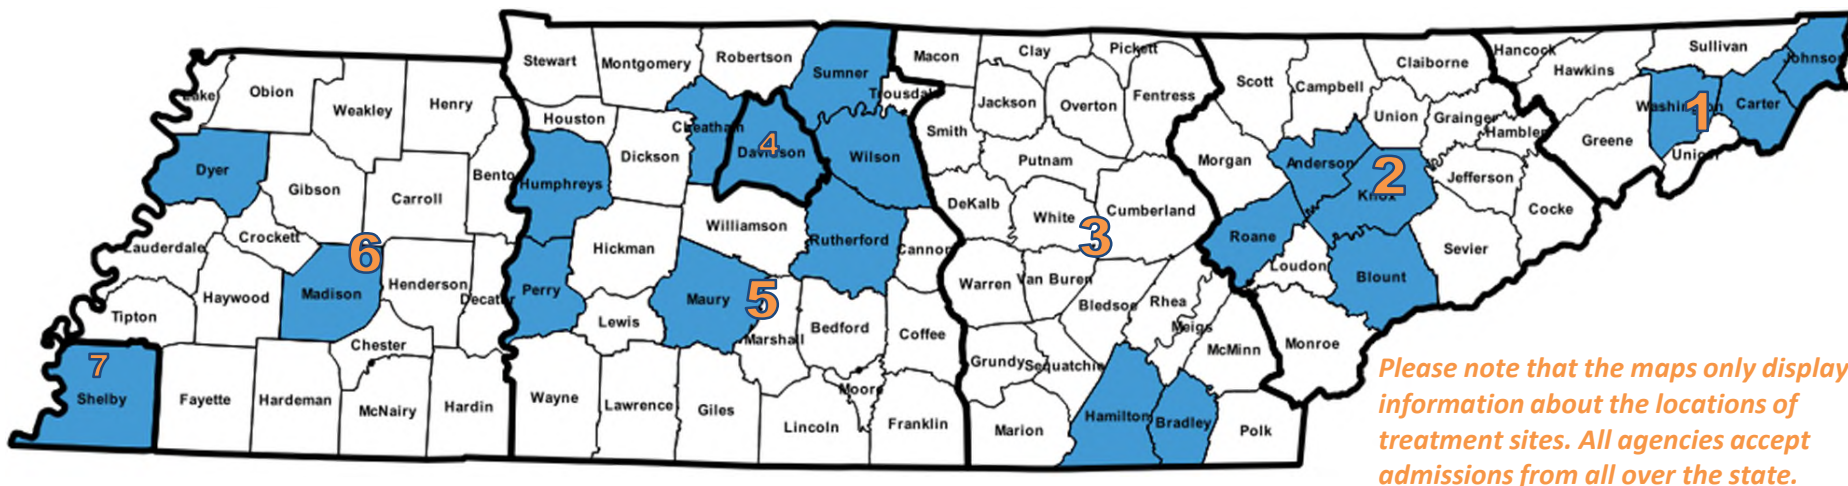 Stewart
Montgomery
Robertson
Sumner
Macon
Clay
Pickett
Scott
Campbell
Claiborne
Hancock
Hawkins
Sullivan
Johnson
Lake
Obion
Weakley
Henry
Houston
Cheatham
4
Davidson
Trousdal
Wilson
Smith
Jackson
Overton
Fentress
Morgan
Anderson
Union
Grainger
Hamblen
2
Knox
Greene
Washington
1
Carter
Unicoi
Dyer
Gibson
Carroll
Bento
Humphreys
Dickson
Putnam
Jefferson
Cocke
Lauderdale
Crockett
6
Madison
Henderson
Decatur
Perry
Hickman
Williamson
Rutherford
Cannon
DeKalb
White
3
Cumberland
Roane
Loudon
Blount
Sevier
Tipton
Haywood
Chester
Lewis
Maury
5
Marshall
Bedford
Coffee
Warren
Van Buren
Bledsoe
Rhea
Meigs
McMinn
Monroe
7
Shelby
Fayette
Hardeman
McNairy
Hardin
Wayne
Lawrence
Giles
Lincoln
Moore
Franklin
Grundy
Sequatchie
Marion
Hamilton
Bradley
Polk
Please note that the maps only display
information about the locations of
treatment sites. All agencies accept
admissions from all over the state.